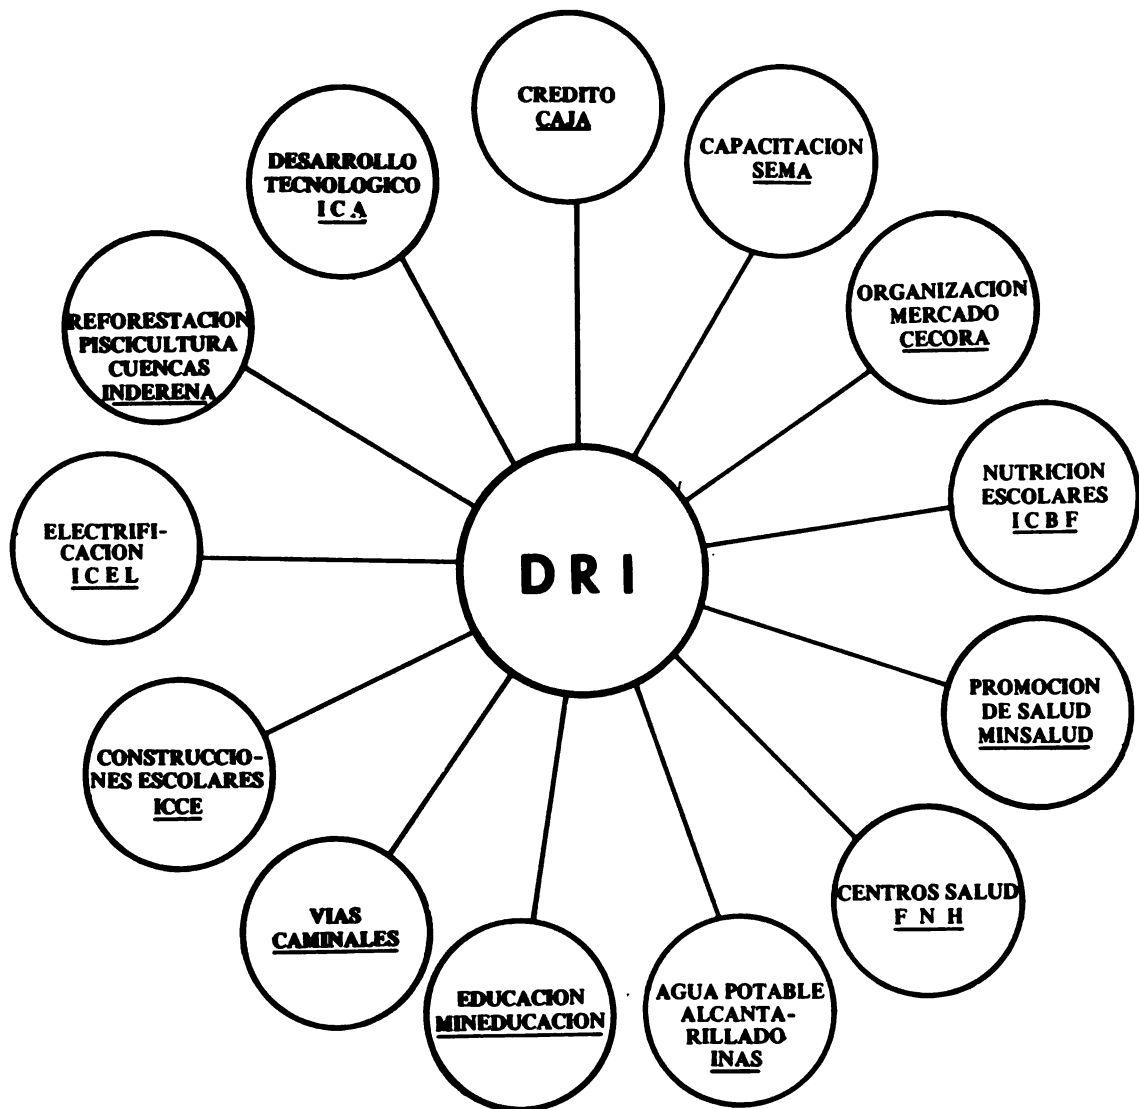 CREDITO
CAJA
CAPACITACION
SEMA
ORGANIZACION
MERCADO
CECORA
NUTRICION
ESCOLARES
I C B F
PROMOCION
DE SALUD
MINSALUD
CENTROS SALUD
F N H
AGUA POTABLE
ALCANTA-
RILLADO
INAS
EDUCACION
MINEDUCACION
VIAS
CAMINALES
CONSTRUCCIO-
NES ESCOLARES
ICCE
ELECTRIFI-
CACION
I C E L
REFORESTACION
PISCICULTURA
CUENCAS
INDERENA
DESARROLLO
TECNOLOGICO
I C A
D R I